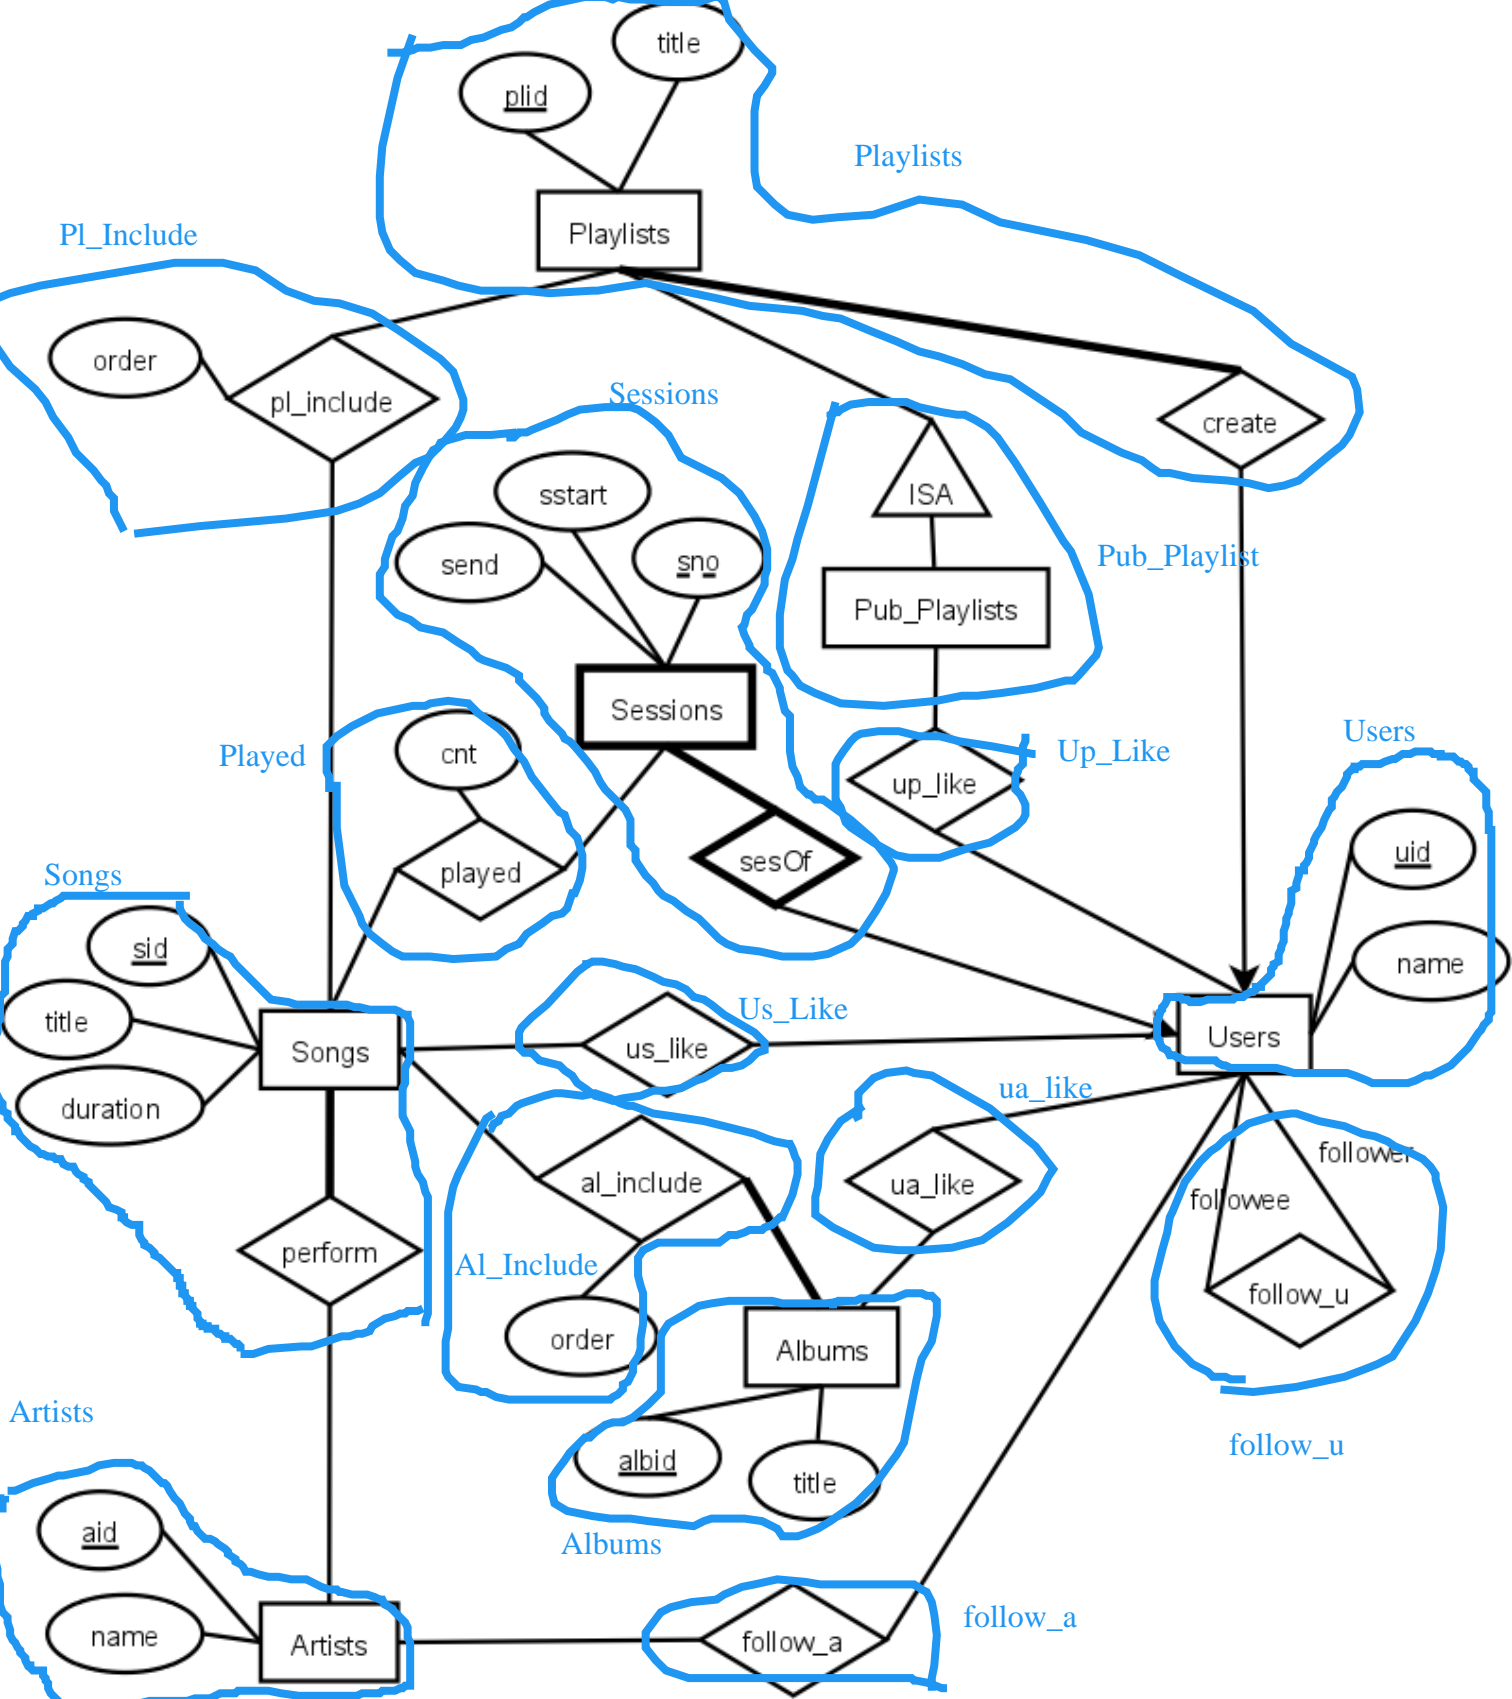 title
plid
Playlists
Playlists
Pl_Include
order
pl_include
Sessions
create
sstart
ISA
send
sno
Pub_Playlist
Pub_Playlists
Sessions
Users
Played
cnt
Up_Like
up_like
uid
sesOf
played
Songs
sid
name
title
Us_Like
Songs
us_like
Users
duration
ua_like
follower
al_include
ua_like
followee
perform
Al_Include
follow_u
order
Albums
Artists
follow_u
albid
title
aid
Albums
follow_a
name
Artists
follow_a